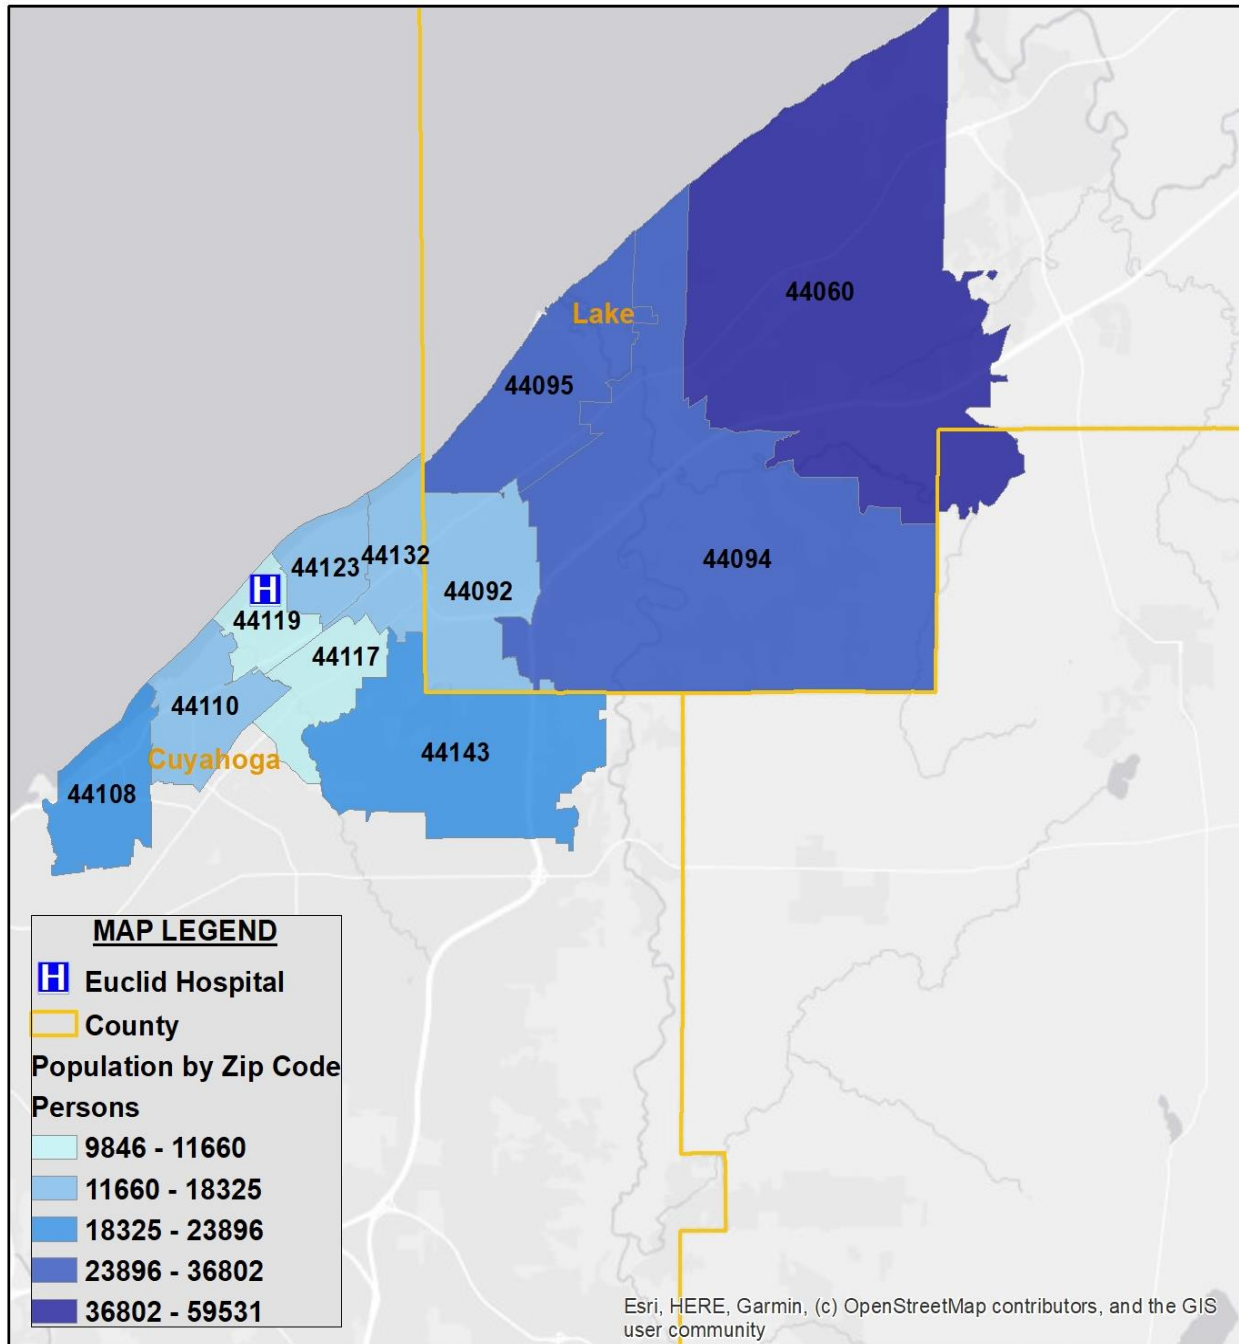 44060
Lake
44095
44132
44123
44094
44092
H
44119
44117
44110
44143
Cuyahoga
44108
MAP LEGEND
H Euclid Hospital
County
Population by Zip Code
Persons
9846 - 11660
11660 - 18325
18325 - 23896
23896 - 36802
36802 - 59531
Esri, HERE, Garmin, (c) OpenStreetMap contributors, and the GIS
user community